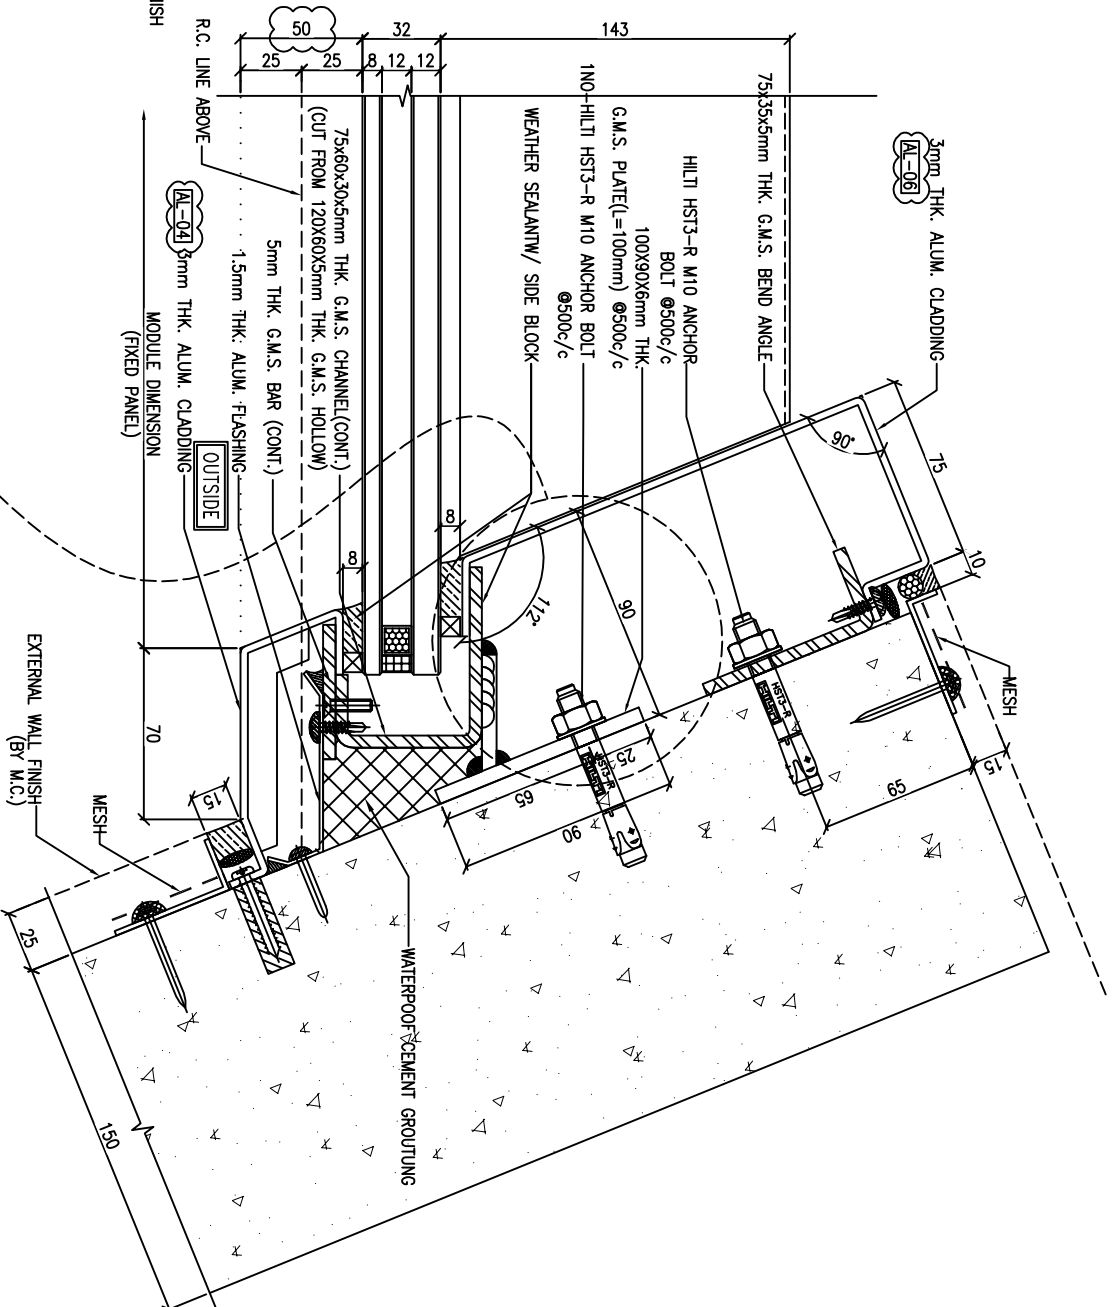 143
32
50
12
12
8
25
25
3mm THK. ALUM. CLADDING
AL-06
75x35x5mm THK. G.M.S. BEND ANGLE
HILTI HST3-R M10 ANCHOR
BOLT @500c/c
100X90X6mm THK.
G.M.S. PLATE(L=100mm) @500c/c
1NO-HILTI HST3-R M10 ANCHOR BOLT
@500c/c
WEATHER SEALANTW/ SIDE BLOCK
75x60x30x5mm THK. G.M.S. CHANNEL(CONT.)
(CUT FROM 120X60X5mm THK. G.M.S. HOLLOW)
5mm THK. G.M.S. BAR (CONT.)
1.5mm THK. ALUM. FLASHING
3mm THK. ALUM. CLADDING
AL-04
R.C. LINE ABOVE
OUTSIDE
MODULE DIMENSION
(FIXED PANEL)
70
90°
75
10
MESH
15
65
90
112°
8
8
HST3-R
HST3-R
25
65
90
WATERPOOFCEMENT GROUTUNG
15
MESH
EXTERNAL WALL FINISH
(BY M.C.)
25
150